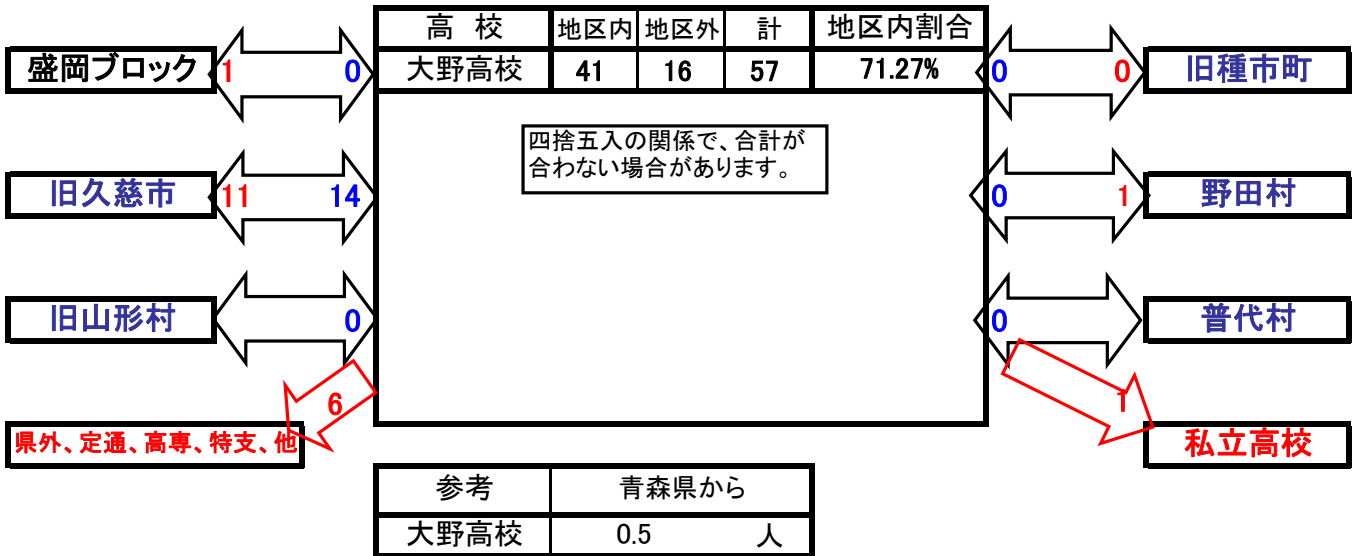 高 校 地区内 地区外 計 地区内割合
大野高校 41 16 57 71.27%
盛岡ブロック 1 0
0 0 旧種市町
四捨五入の関係で、合計が
合わない場合があります。
旧久慈市 11 14
0 1 野田村
旧山形村 0
0 普代村
6
県外、定通、高専、特支、他
1
私立高校
参考 青森県から
大野高校 0.5 人